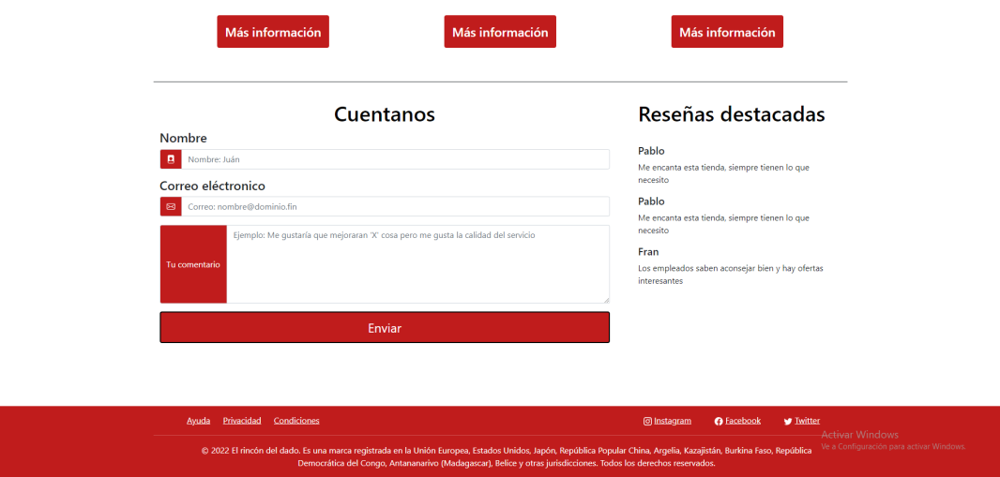 Más información Más información Más información
Cuentanos
Nombre
Nombre: Juán
Correo eléctronico
Correo: nombre@dominio.fin
Tu comentario
Ejemplo: Me gustaría que mejoraran 'X' cosa pero me gusta la calidad del servicio
Enviar
Reseñas destacadas
Pablo
Me encanta esta tienda, siempre tienen lo que
necesito
Pablo
Me encanta esta tienda, siempre tienen lo que
necesito
Fran
Los empleados saben aconsejar bien y hay ofertas
interesantes
Ayuda Privacidad Condiciones Instagram Facebook Twitter
© 2022 El rincón del dado. Es una marca registrada en la Unión Europea, Estados Unidos, Japón, República Popular China, Argelia, Kazajistán, Burkina Faso, República
Democrática del Congo, Antananarivo (Madagascar), Belice y otras jurisdicciones. Todos los derechos reservados.
Activar Windows
Ve a Configuración para activar Windows.